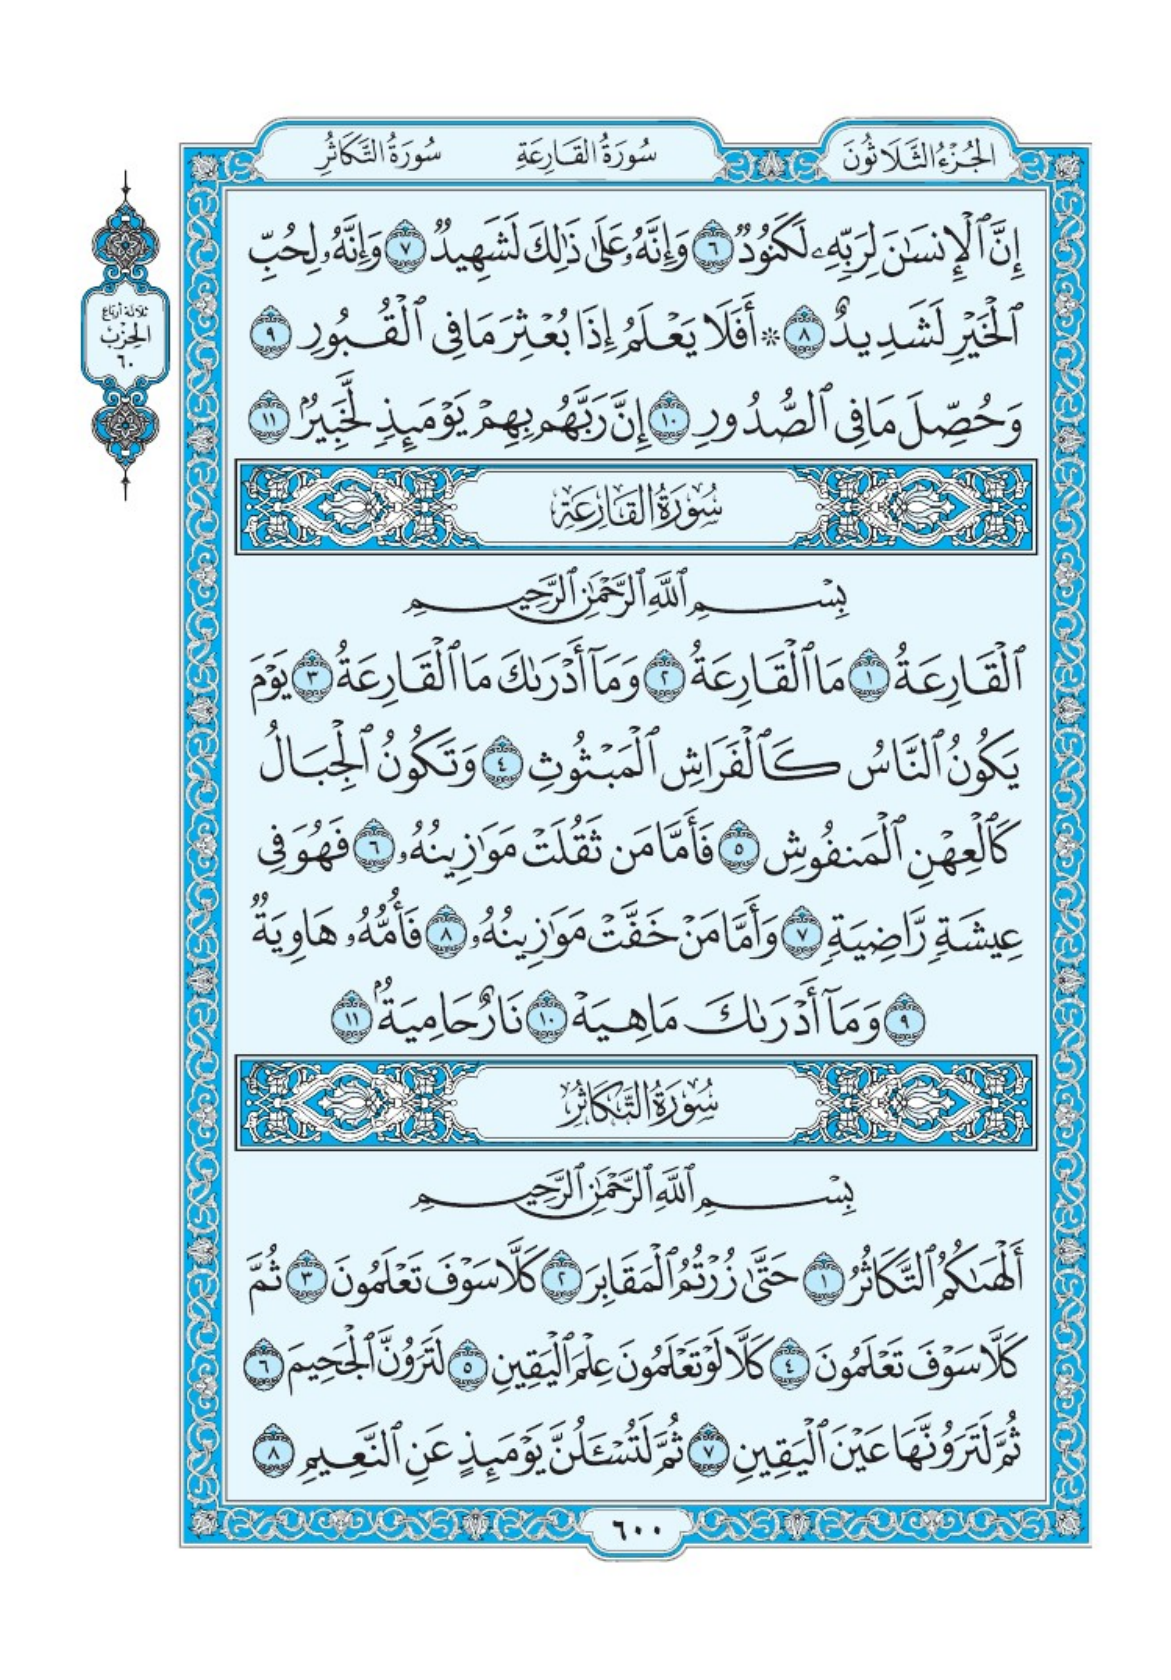 الجُزْءُ الثَّلَاثُونَ سُورَةُ القَارِعَةِ سُورَةُ التَّكَاثُرِ
إِنَّ ٱلْإِنسَٰنَ لِرَبِّهِۦ لَكَنُودٌ ٦ وَإِنَّهُۥ عَلَىٰ ذَٰلِكَ لَشَهِيدٌ ٧ وَإِنَّهُۥ لِحُبِّ
ٱلْخَيْرِ لَشَدِيدٌ ٨ ۞ أَفَلَا يَعْلَمُ إِذَا بُعْثِرَ مَا فِى ٱلْقُبُورِ ٩
وَحُصِّلَ مَا فِى ٱلصُّدُورِ ١٠ إِنَّ رَبَّهُم بِهِمْ يَوْمَئِذٍ لَّخَبِيرٌۢ ١١
ثلاثة أرباع
الحِزْب
٦٠
سُورَةُ القَارِعَةِ
بِسْمِ ٱللَّهِ ٱلرَّحْمَٰنِ ٱلرَّحِيمِ
ٱلْقَارِعَةُ ١ مَا ٱلْقَارِعَةُ ٢ وَمَآ أَدْرَىٰكَ مَا ٱلْقَارِعَةُ ٣ يَوْمَ
يَكُونُ ٱلنَّاسُ كَٱلْفَرَاشِ ٱلْمَبْثُوثِ ٤ وَتَكُونُ ٱلْجِبَالُ
كَٱلْعِهْنِ ٱلْمَنفُوشِ ٥ فَأَمَّا مَن ثَقُلَتْ مَوَٰزِينُهُۥ ٦ فَهُوَ فِى
عِيشَةٍ رَّاضِيَةٍ ٧ وَأَمَّا مَنْ خَفَّتْ مَوَٰزِينُهُۥ ٨ فَأُمُّهُۥ هَاوِيَةٌ
٩ وَمَآ أَدْرَىٰكَ مَا هِيَهْ ١٠ نَارٌ حَامِيَةٌۢ ١١
سُورَةُ التَّكَاثُرِ
بِسْمِ ٱللَّهِ ٱلرَّحْمَٰنِ ٱلرَّحِيمِ
أَلْهَىٰكُمُ ٱلتَّكَاثُرُ ١ حَتَّىٰ زُرْتُمُ ٱلْمَقَابِرَ ٢ كَلَّا سَوْفَ تَعْلَمُونَ ٣ ثُمَّ
كَلَّا سَوْفَ تَعْلَمُونَ ٤ كَلَّا لَوْ تَعْلَمُونَ عِلْمَ ٱلْيَقِينِ ٥ لَتَرَوُنَّ ٱلْجَحِيمَ ٦
ثُمَّ لَتَرَوُنَّهَا عَيْنَ ٱلْيَقِينِ ٧ ثُمَّ لَتُسْـَٔلُنَّ يَوْمَئِذٍ عَنِ ٱلنَّعِيمِ ٨
٦٠٠